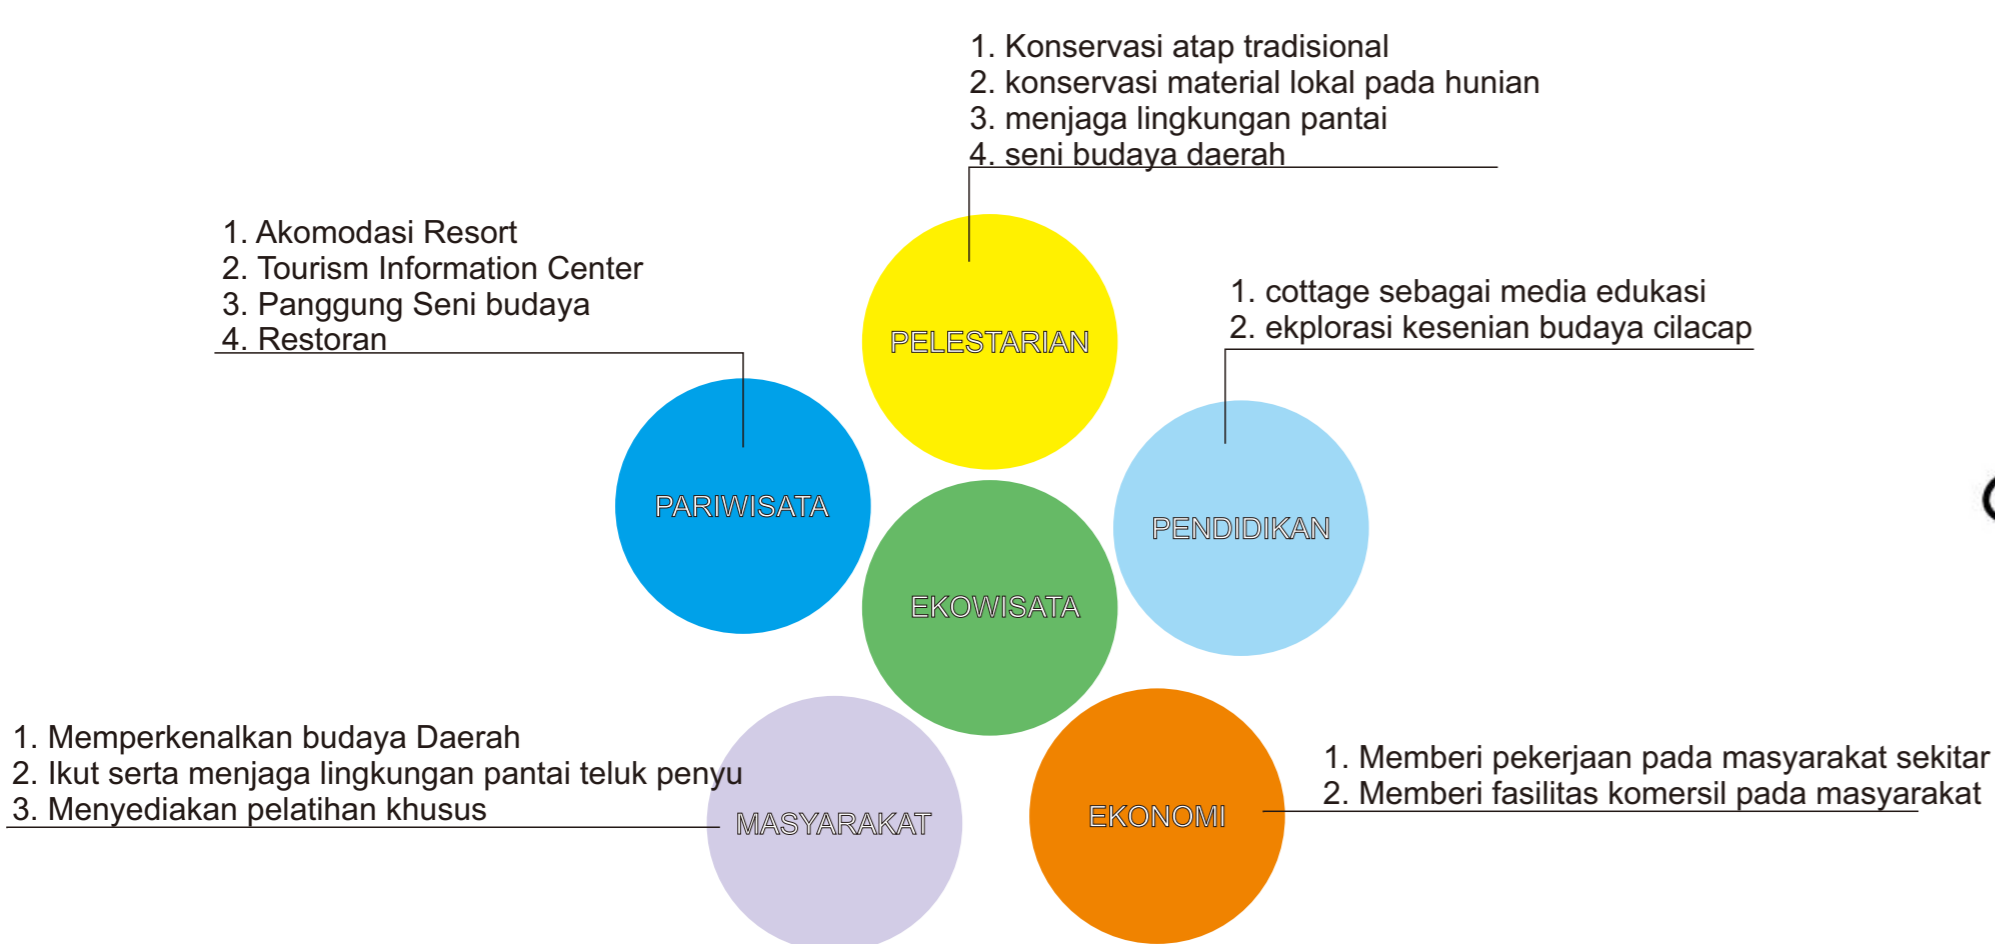 1. Konservasi atap tradisional
2. konservasi material lokal pada hunian
3. menjaga lingkungan pantai
4. seni budaya daerah
1. Akomodasi Resort
2. Tourism Information Center
3. Panggung Seni budaya
4. Restoran
1. cottage sebagai media edukasi
2. ekplorasi kesenian budaya cilacap
PELESTARIAN
PARIWISATA
PENDIDIKAN
EKOWISATA
1. Memperkenalkan budaya Daerah
2. Ikut serta menjaga lingkungan pantai teluk penyu
3. Menyediakan pelatihan khusus
MASYARAKAT
EKONOMI
1. Memberi pekerjaan pada masyarakat sekitar
2. Memberi fasilitas komersil pada masyarakat